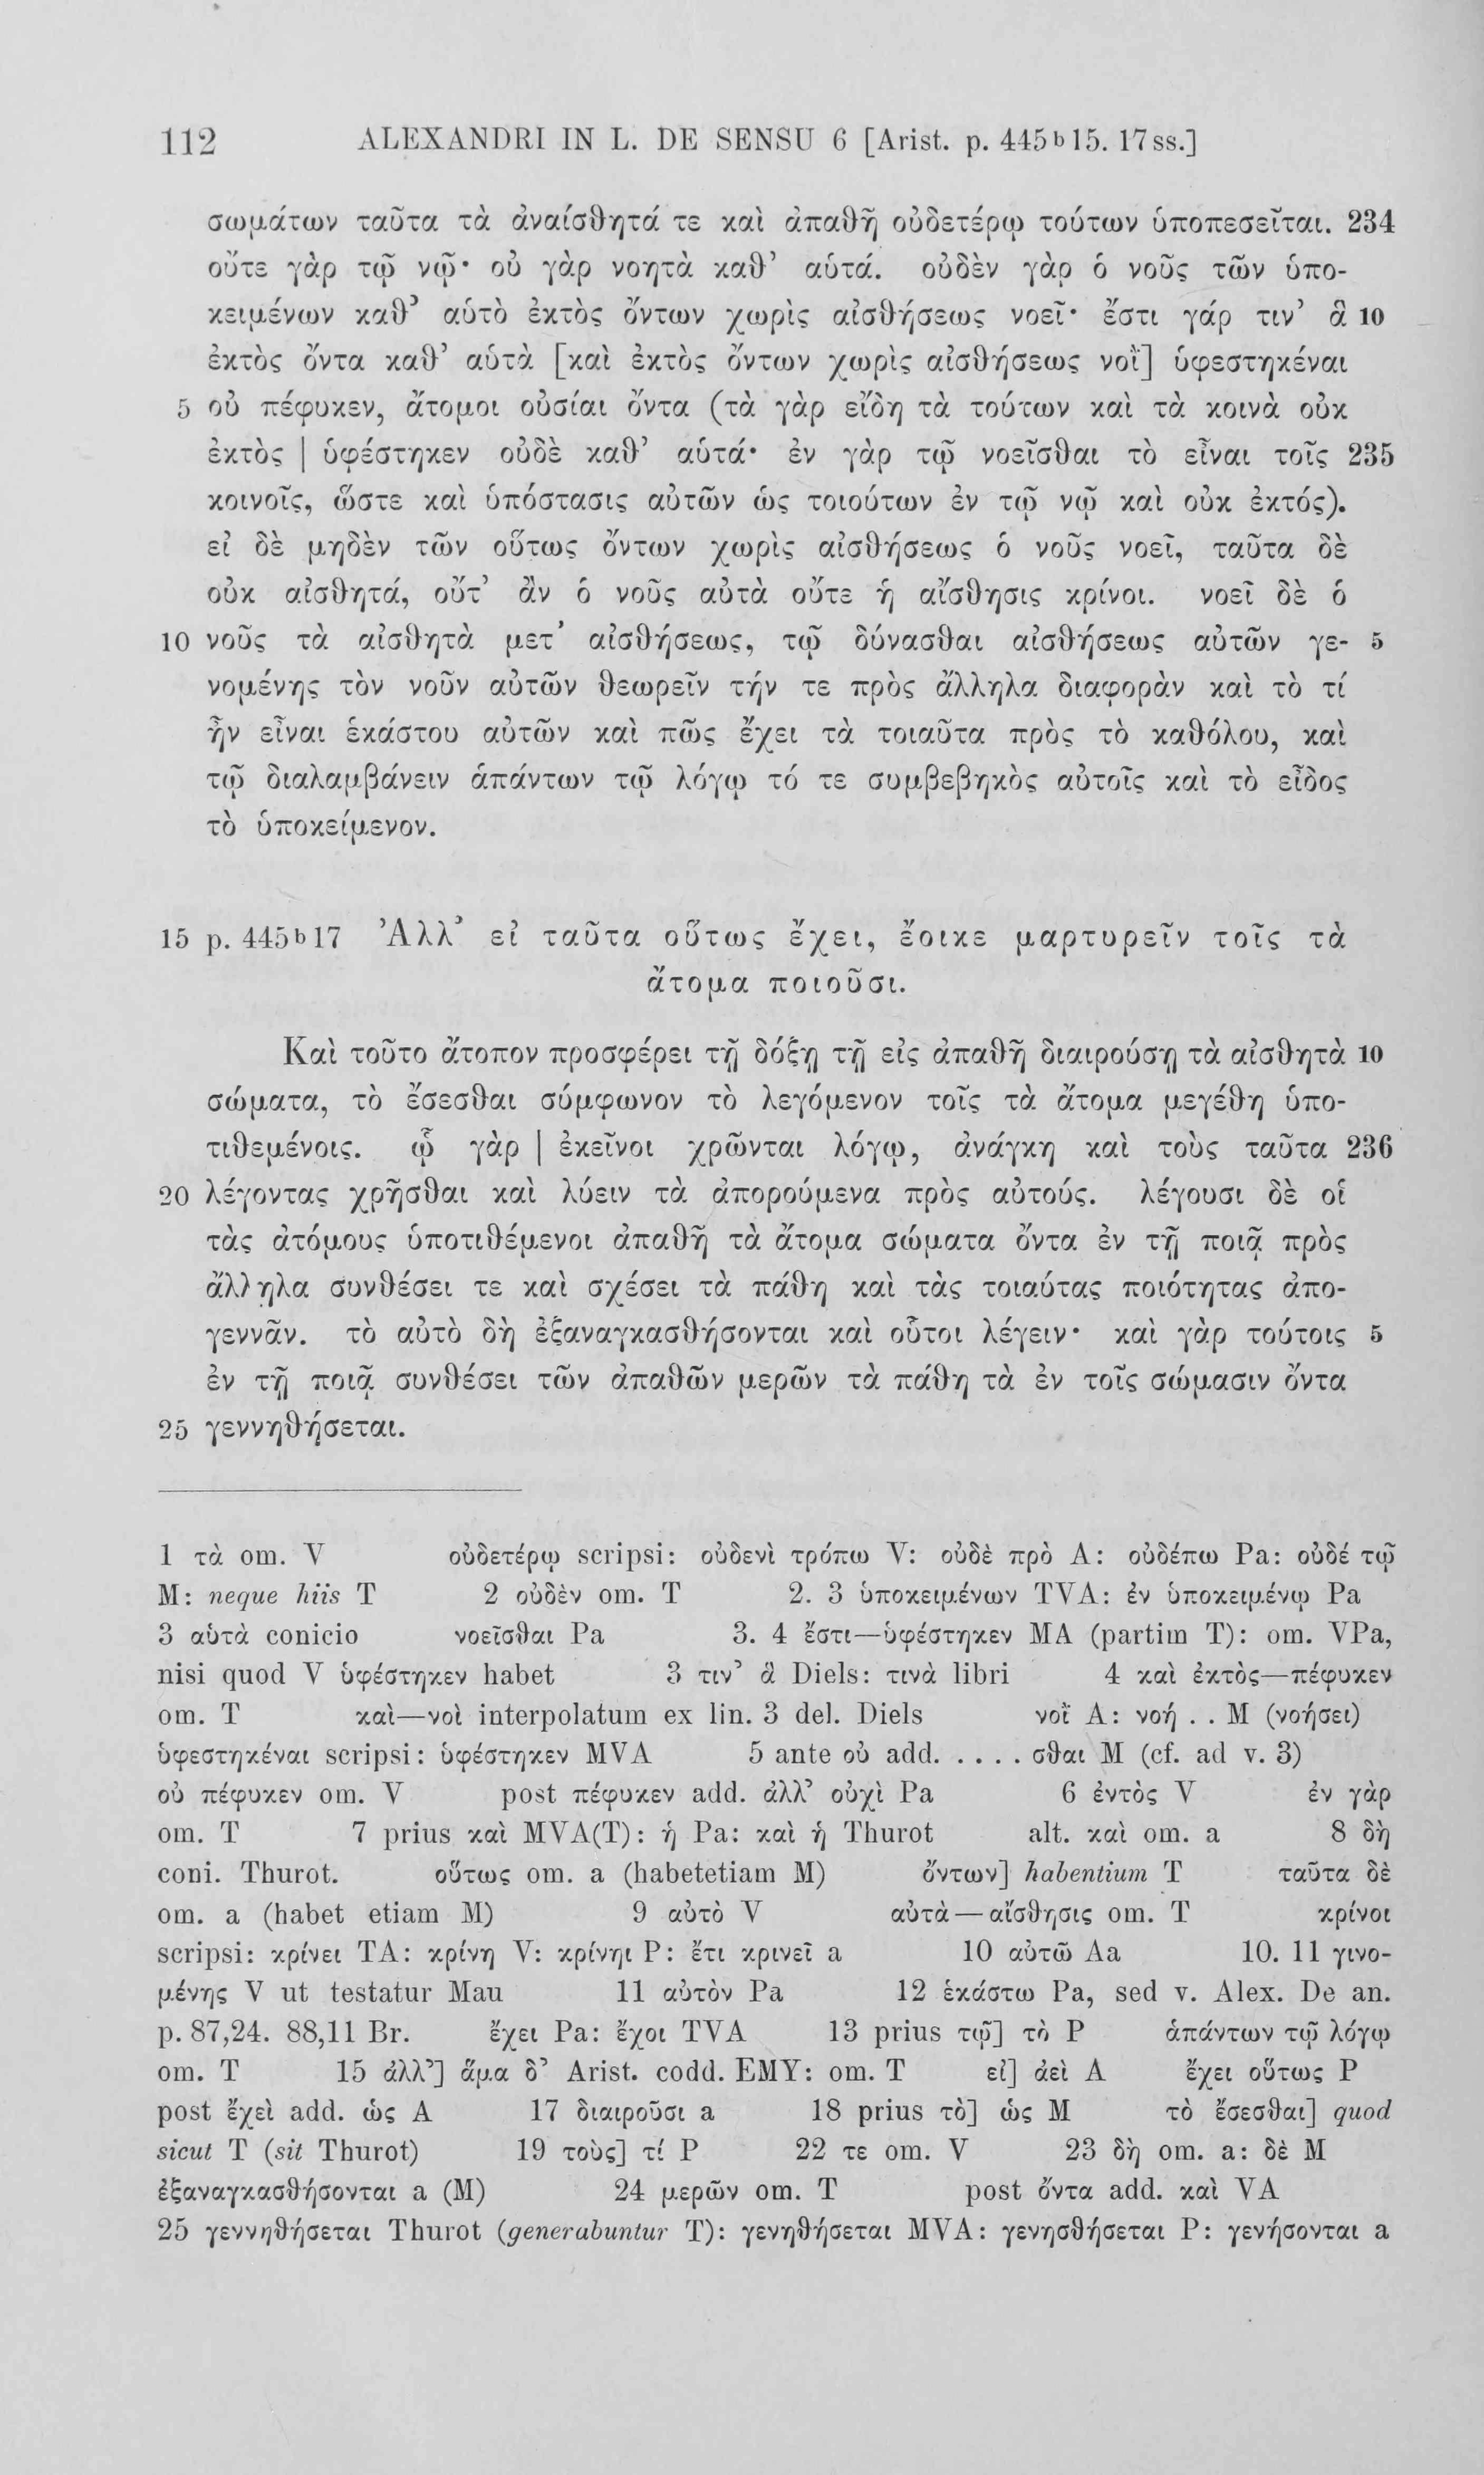 112 ALEXANDRI IN L. DE SENSU 6 [Arist. p. 445b15. 17ss.]
σωμάτων ταῦτα τὰ ἀναίσθητά τε καὶ ἀπαθῆ οὐδετέρῳ τούτων ὑποπεσεῖται. 234
οὔτε γὰρ τῷ νῷ· οὐ γὰρ νοητὰ καθ' αὑτά. οὐδὲν γὰρ ὁ νοῦς τῶν ὑπο-
κειμένων καθ' αὑτὸ ἐκτὸς ὄντων χωρὶς αἰσθήσεως νοεῖ· ἔστι γάρ τιν' ἃ 10
ἐκτὸς ὄντα καθ' αὑτὰ [καὶ ἐκτὸς ὄντων χωρὶς αἰσθήσεως νοῒ] ὑφεστηκέναι
5 οὐ πέφυκεν, ἄτομοι οὐσίαι ὄντα (τὰ γὰρ εἴδη τὰ τούτων καὶ τὰ κοινὰ οὐκ
ἐκτὸς | ὑφέστηκεν οὐδὲ καθ' αὑτά· ἐν γὰρ τῷ νοεῖσθαι τὸ εἶναι τοῖς 235
κοινοῖς, ὥστε καὶ ὑπόστασις αὐτῶν ὡς τοιούτων ἐν τῷ νῷ καὶ οὐκ ἐκτός).
εἰ δὲ μηδὲν τῶν οὕτως ὄντων χωρὶς αἰσθήσεως ὁ νοῦς νοεῖ, ταῦτα δὲ
οὐκ αἰσθητά, οὔτ' ἂν ὁ νοῦς αὐτὰ οὔτε ἡ αἴσθησις κρίνοι. νοεῖ δὲ ὁ
10 νοῦς τὰ αἰσθητὰ μετ' αἰσθήσεως, τῷ δύνασθαι αἰσθήσεως αὐτῶν γε- 5
νομένης τὸν νοῦν αὐτῶν θεωρεῖν τήν τε πρὸς ἄλληλα διαφορὰν καὶ τὸ τί
ἦν εἶναι ἑκάστου αὐτῶν καὶ πῶς ἔχει τὰ τοιαῦτα πρὸς τὸ καθόλου, καὶ
τῷ διαλαμβάνειν ἁπάντων τῷ λόγῳ τό τε συμβεβηκὸς αὐτοῖς καὶ τὸ εἶδος
τὸ ὑποκείμενον.
15 p. 445b17 Ἀλλ' εἰ ταῦτα οὕτως ἔχει, ἔοικε μαρτυρεῖν τοῖς τὰ
ἄτομα ποιοῦσι.
Καὶ τοῦτο ἄτοπον προσφέρει τῇ δόξῃ τῇ εἰς ἀπαθῆ διαιρούσῃ τὰ αἰσθητὰ 10
σώματα, τὸ ἔσεσθαι σύμφωνον τὸ λεγόμενον τοῖς τὰ ἄτομα μεγέθη ὑπο-
τιθεμένοις. ᾧ γὰρ | ἐκεῖνοι χρῶνται λόγῳ, ἀνάγκη καὶ τοὺς ταῦτα 236
20 λέγοντας χρῆσθαι καὶ λύειν τὰ ἀπορούμενα πρὸς αὐτούς. λέγουσι δὲ οἱ
τὰς ἀτόμους ὑποτιθέμενοι ἀπαθῆ τὰ ἄτομα σώματα ὄντα ἐν τῇ ποιᾷ πρὸς
ἄλληλα συνθέσει τε καὶ σχέσει τὰ πάθη καὶ τὰς τοιαύτας ποιότητας ἀπο-
γεννᾶν. τὸ αὐτὸ δὴ ἐξαναγκασθήσονται καὶ οὗτοι λέγειν· καὶ γὰρ τούτοις 5
ἐν τῇ ποιᾷ συνθέσει τῶν ἀπαθῶν μερῶν τὰ πάθη τὰ ἐν τοῖς σώμασιν ὄντα
25 γεννηθήσεται.
1 τὰ om. V οὐδετέρῳ scripsi: οὐδενὶ τρόπω V: οὐδὲ πρὸ A: οὐδέπω Pa: οὐδέ τῷ
M: neque hiis T 2 οὐδὲν om. T 2. 3 ὑποκειμένων TVA: ἐν ὑποκειμένῳ Pa
3 αὑτὰ conicio νοεῖσθαι Pa 3. 4 ἔστι—ὑφέστηκεν MA (partim T): om. VPa,
nisi quod V ὑφέστηκεν habet 3 τιν' ἃ Diels: τινὰ libri 4 καὶ ἐκτὸς—πέφυκεν
om. T καὶ—νοῒ interpolatum ex lin. 3 del. Diels νοῒ A: νοή . . M (νοήσει)
ὑφεστηκέναι scripsi: ὑφέστηκεν MVA 5 ante οὐ add. . . . . σθαι M (cf. ad v. 3)
οὐ πέφυκεν om. V post πέφυκεν add. ἀλλ' οὐχὶ Pa 6 ἐντὸς V ἐν γὰρ
om. T 7 prius καὶ MVA(T): ἡ Pa: καὶ ἡ Thurot alt. καὶ om. a 8 δὴ
coni. Thurot. οὕτως om. a (habetetiam M) ὄντων] habentium T ταῦτα δὲ
om. a (habet etiam M) 9 αὐτὸ V αὐτὰ—αἴσθησις om. T κρίνοι
scripsi: κρίνει TA: κρίνη V: κρίνηι P: ἔτι κρινεῖ a 10 αὐτῶ Aa 10. 11 γινο-
μένης V ut testatur Mau 11 αὐτὸν Pa 12 ἑκάστω Pa, sed v. Alex. De an.
p. 87,24. 88,11 Br. ἔχει Pa: ἔχοι TVA 13 prius τῷ] τὸ P ἁπάντων τῷ λόγῳ
om. T 15 ἀλλ'] ἅμα δ' Arist. codd. EMY: om. T εἰ] ἀεὶ A ἔχει οὕτως P
post ἔχει add. ὡς A 17 διαιροῦσι a 18 prius τὸ] ὡς M τὸ ἔσεσθαι] quod
sicut T (sit Thurot) 19 τοὺς] τί P 22 τε om. V 23 δὴ om. a: δὲ M
ἐξαναγκασθήσονται a (M) 24 μερῶν om. T post ὄντα add. καὶ VA
25 γεννηθήσεται Thurot (generabuntur T): γενηθήσεται MVA: γενησθήσεται P: γενήσονται a